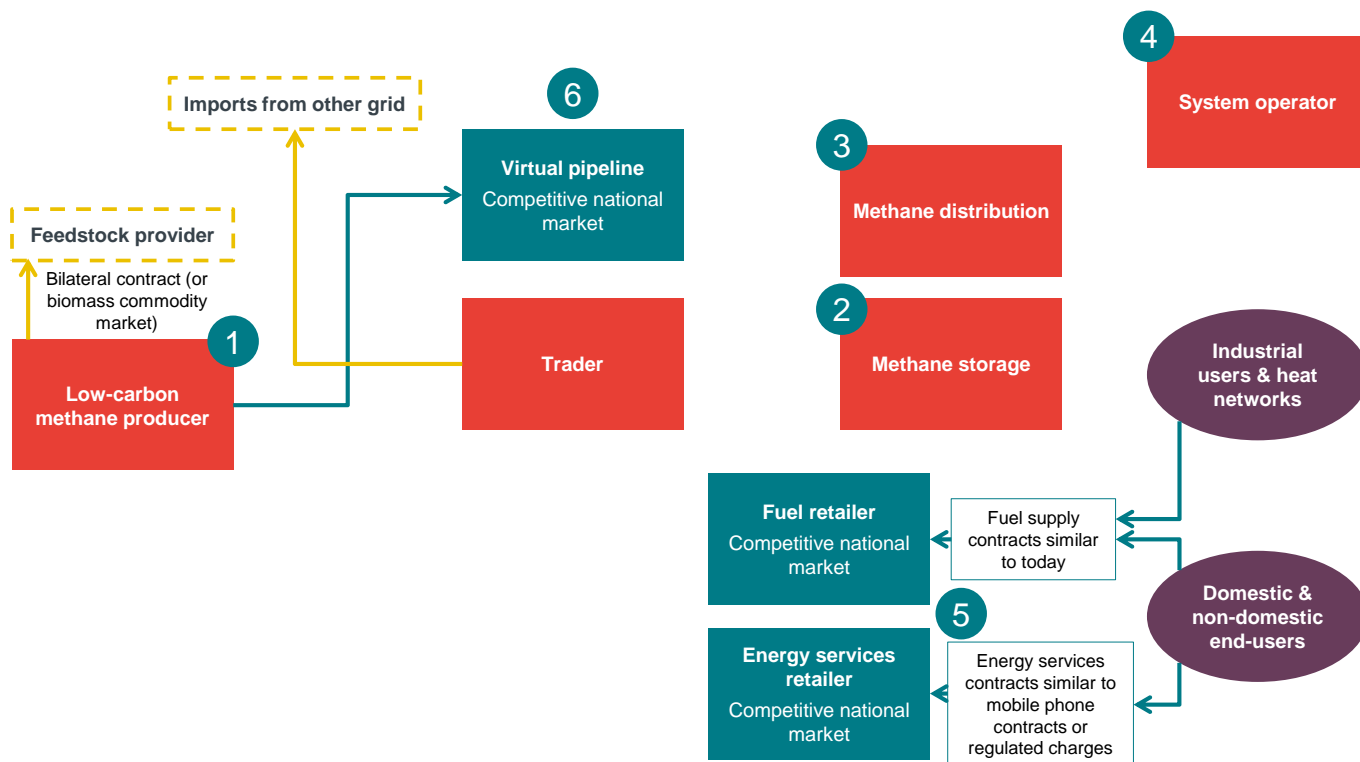 4
System operator
Imports from other grid
6
Virtual pipeline
Competitive national
market
3
Methane distribution
Feedstock provider
Bilateral contract (or
biomass commodity
market)
1
Low-carbon
methane producer
Trader
2
Methane storage
Industrial
users & heat
networks
Fuel retailer
Competitive national
market
Fuel supply
contracts similar
to today
Domestic &
non-domestic
end-users
5
Energy services
retailer
Competitive national
market
Energy services
contracts similar to
mobile phone
contracts or
regulated charges